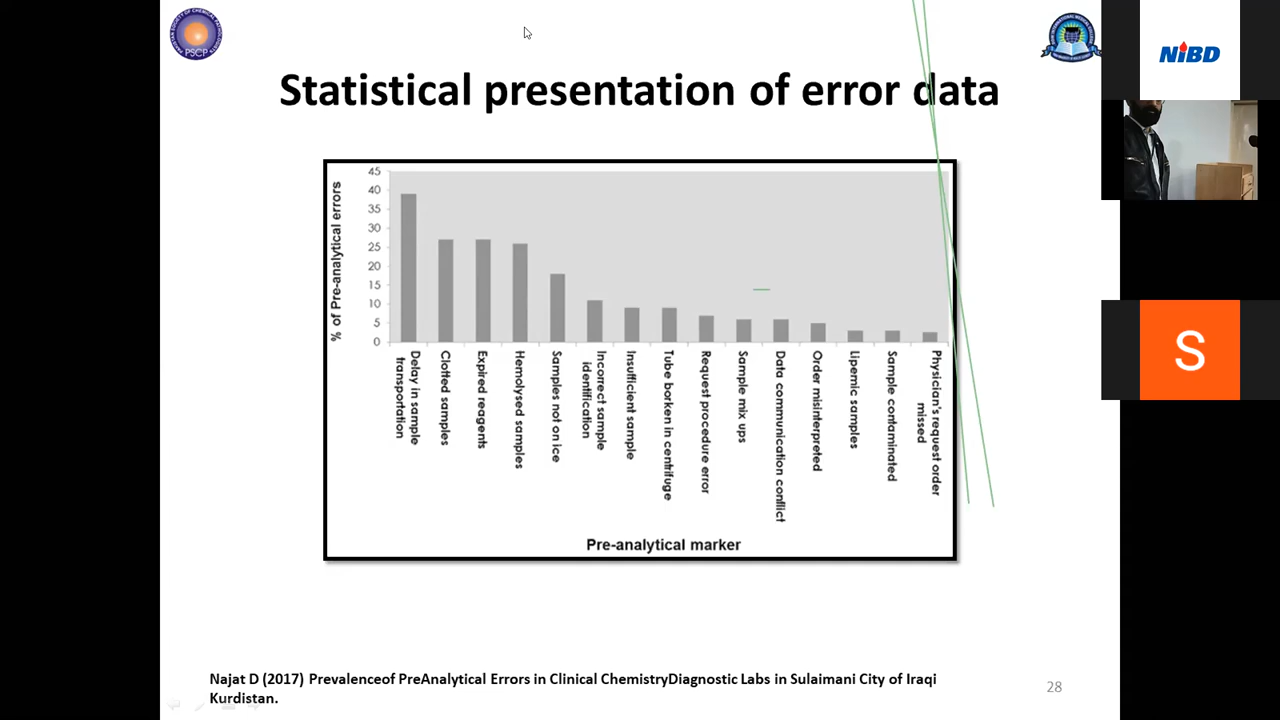 PSCP
NiBD
Statistical presentation of error data
% of Pre-analytical errors
45
40
35
30
25
20
15
10
5
0
Delay in sample
transportation
Clotted samples
Expired reagents
Hemolysed samples
Samples not on ice
Incorrect sample
identification
Insufficient sample
Tube borken in centrifuge
Request procedure error
Sample mix ups
Data communication conflict
Order misinterpreted
Lipemic samples
Sample contaminated
Physician's request order
missed
Pre-analytical marker
S
Najat D (2017) Prevalenceof PreAnalytical Errors in Clinical ChemistryDiagnostic Labs in Sulaimani City of Iraqi
Kurdistan.
28